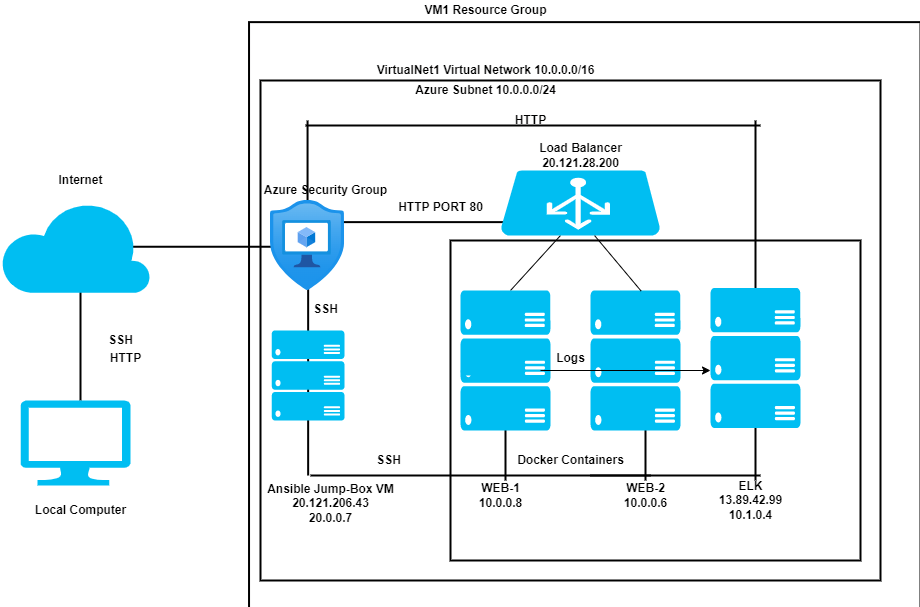 VM1 Resource Group
VirtualNet1 Virtual Network 10.0.0.0/16
Azure Subnet 10.0.0.0/24
HTTP
Load Balancer
20.121.28.200
Internet
Azure Security Group
HTTP PORT 80
SSH
SSH
HTTP
Logs
SSH
Docker Containers
Ansible Jump-Box VM
20.121.206.43
20.0.0.7
WEB-1
10.0.0.8
WEB-2
10.0.0.6
ELK
13.89.42.99
10.1.0.4
Local Computer